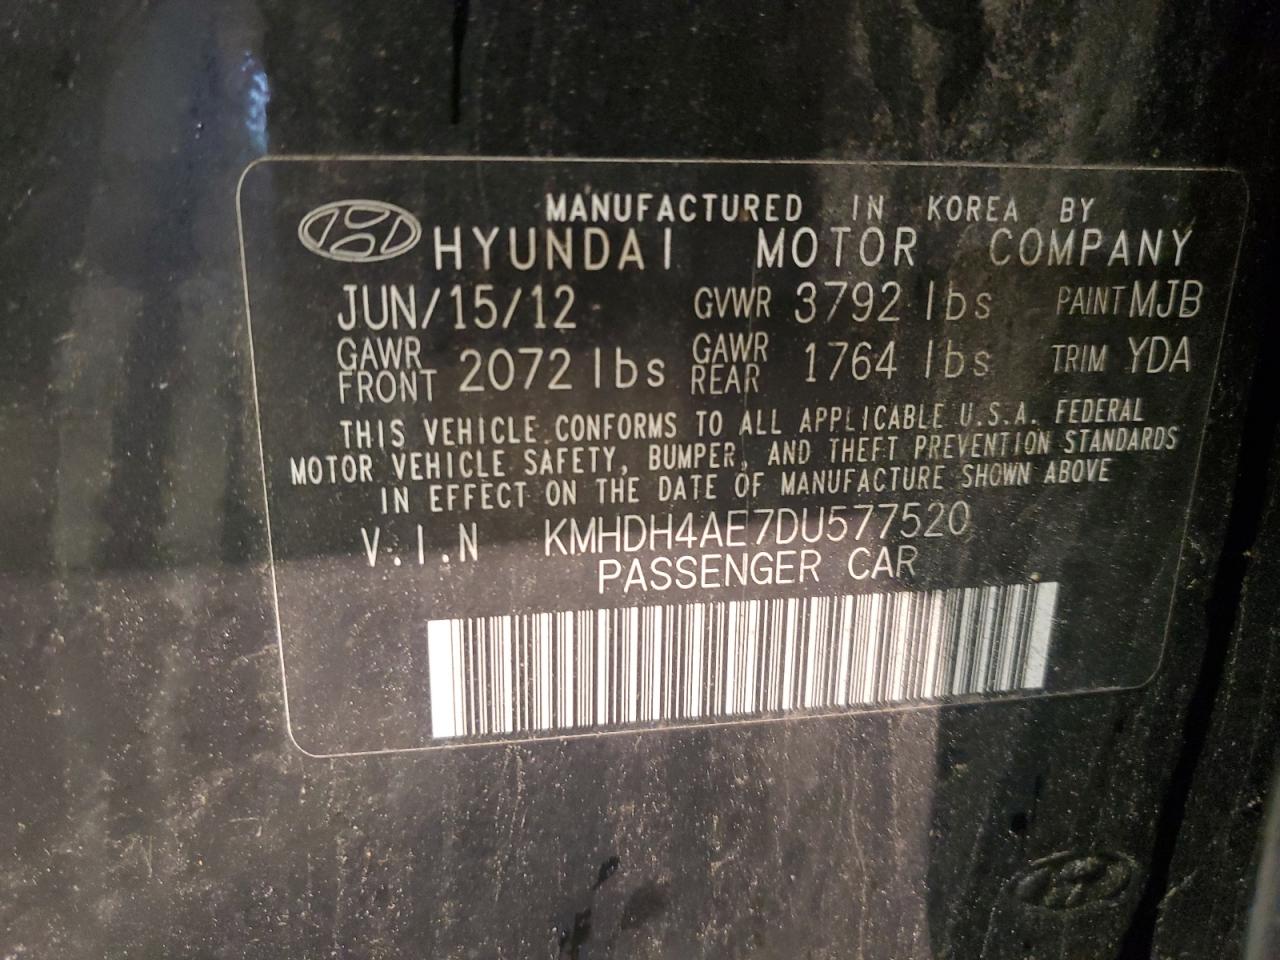 MANUFACTURED IN KOREA BY
HYUNDAI MOTOR COMPANY
JUN/15/12 GVWR 3792 lbs PAINT MJB
GAWR FRONT 2072 lbs GAWR REAR 1764 lbs TRIM YDA
THIS VEHICLE CONFORMS TO ALL APPLICABLE U.S.A. FEDERAL
MOTOR VEHICLE SAFETY, BUMPER, AND THEFT PREVENTION STANDARDS
IN EFFECT ON THE DATE OF MANUFACTURE SHOWN ABOVE
V.I.N KMHDH4AE7DU577520
PASSENGER CAR